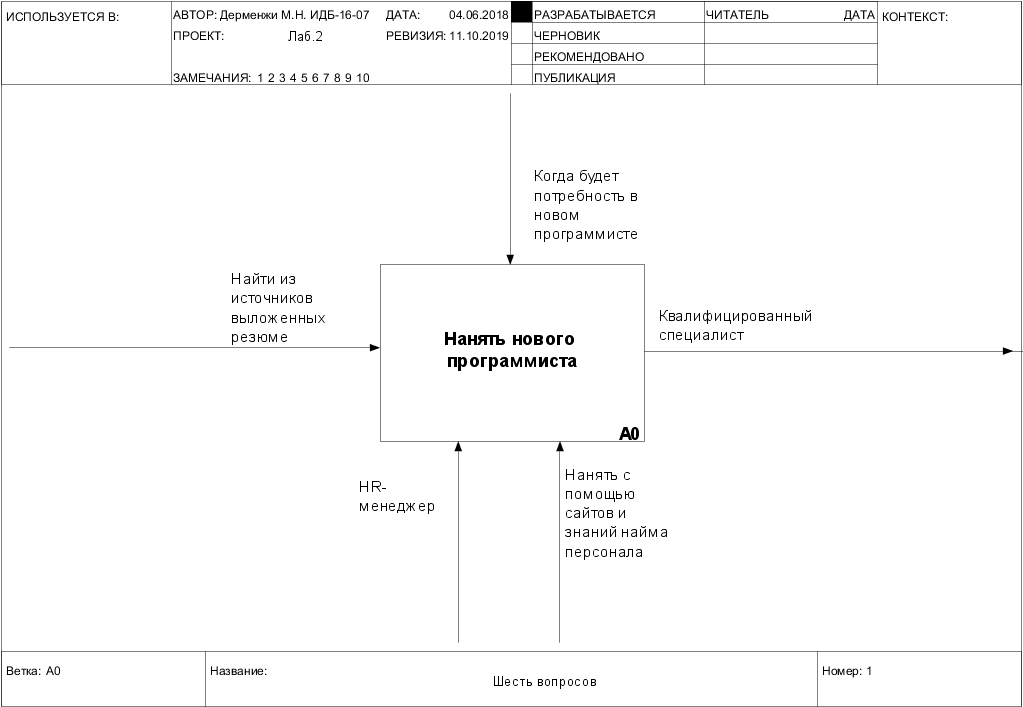 ИСПОЛЬЗУЕТСЯ В:
АВТОР: Дерменжи М.Н. ИДБ-16-07
ДАТА: 04.06.2018
ПРОЕКТ: Лаб.2
РЕВИЗИЯ: 11.10.2019
ЗАМЕЧАНИЯ: 1 2 3 4 5 6 7 8 9 10
РАЗРАБАТЫВАЕТСЯ
ЧЕРНОВИК
РЕКОМЕНДОВАНО
ПУБЛИКАЦИЯ
ЧИТАТЕЛЬ ДАТА
КОНТЕКСТ:
Когда будет
потребность в
новом
программисте
Найти из
источников
выложенных
резюме
Нанять нового
программиста
A0
Квалифицированный
специалист
HR-
менеджер
Нанять с
помощью
сайтов и
знаний найма
персонала
Ветка: A0
Название:
Шесть вопросов
Номер: 1